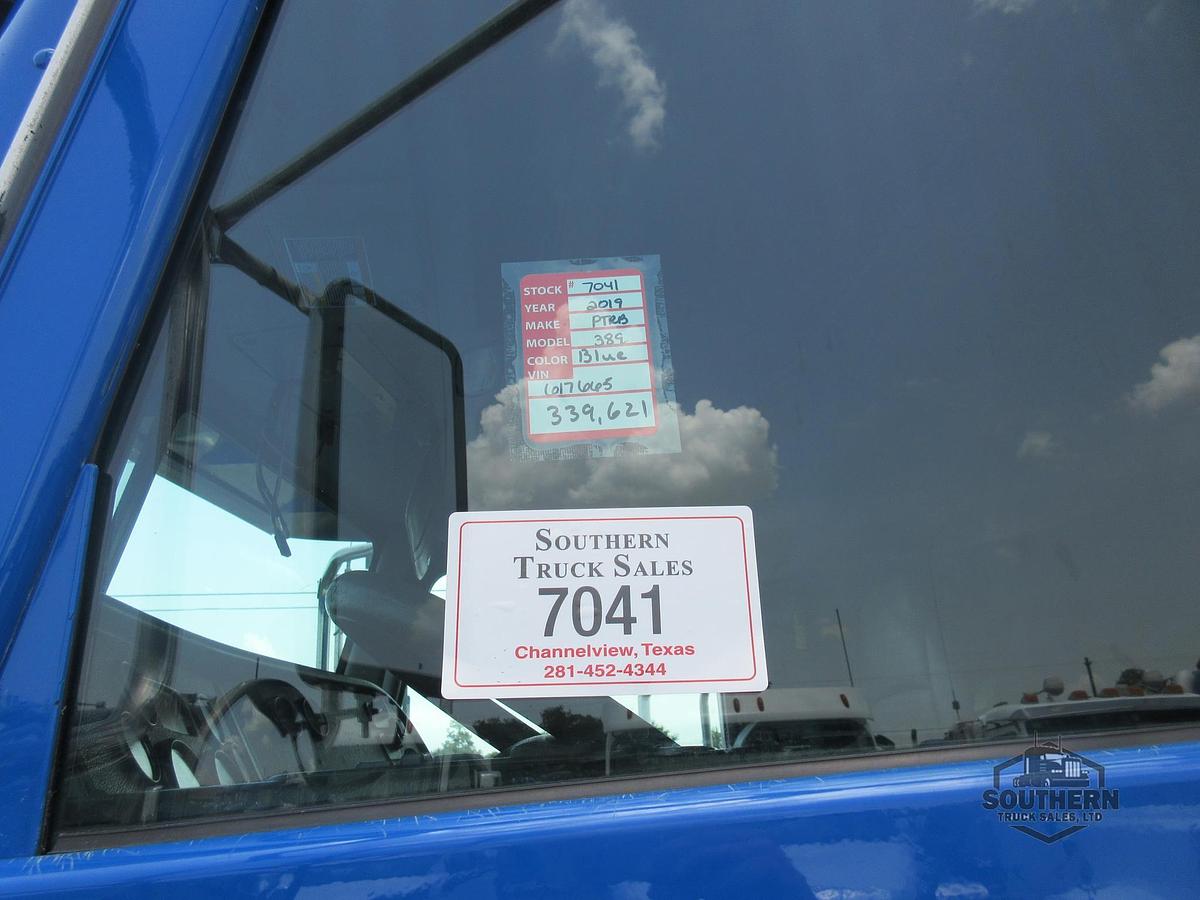 STOCK # 7041
YEAR 2019
MAKE PTRB
MODEL 389
COLOR Blue
VIN
1617665
339,621
SOUTHERN
TRUCK SALES
7041
Channelview, Texas
281-452-4344
SOUTHERN
TRUCK SALES, LTD